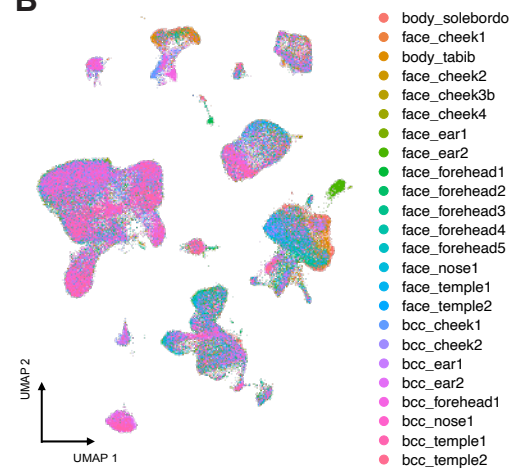 B
body_solebordo
face_cheek1
body_tabib
face_cheek2
face_cheek3b
face_cheek4
face_ear1
face_ear2
face_forehead1
face_forehead2
face_forehead3
face_forehead4
face_forehead5
face_nose1
face_temple1
face_temple2
bcc_cheek1
bcc_cheek2
bcc_ear1
bcc_ear2
bcc_forehead1
bcc_nose1
bcc_temple1
bcc_temple2
UMAP 2
UMAP 1